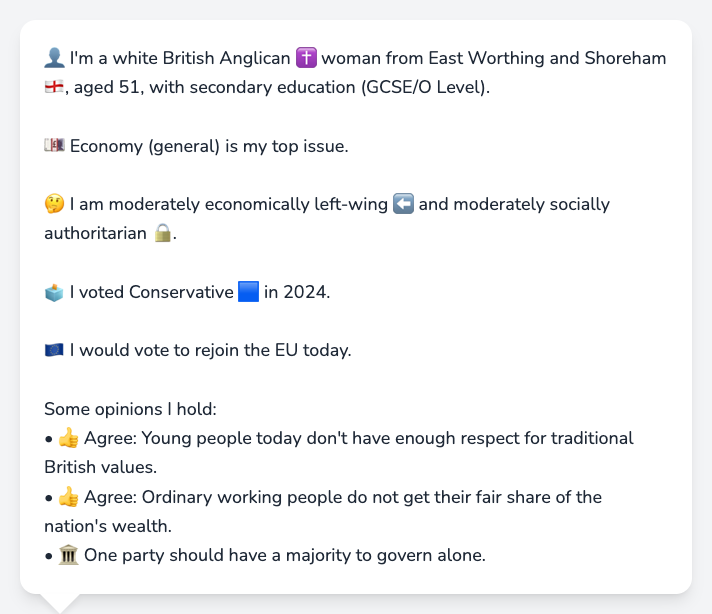 👤 I'm a white British Anglican ✝️ woman from East Worthing and Shoreham
🏴󠁧󠁢󠁥󠁮󠁧󠁿, aged 51, with secondary education (GCSE/O Level).
💷 Economy (general) is my top issue.
🤔 I am moderately economically left-wing ⬅️ and moderately socially
authoritarian 🔒.
🗳️ I voted Conservative 🟦 in 2024.
🇪🇺 I would vote to rejoin the EU today.
Some opinions I hold:
• 👍 Agree: Young people today don't have enough respect for traditional
British values.
• 👍 Agree: Ordinary working people do not get their fair share of the
nation's wealth.
• 🏛️ One party should have a majority to govern alone.